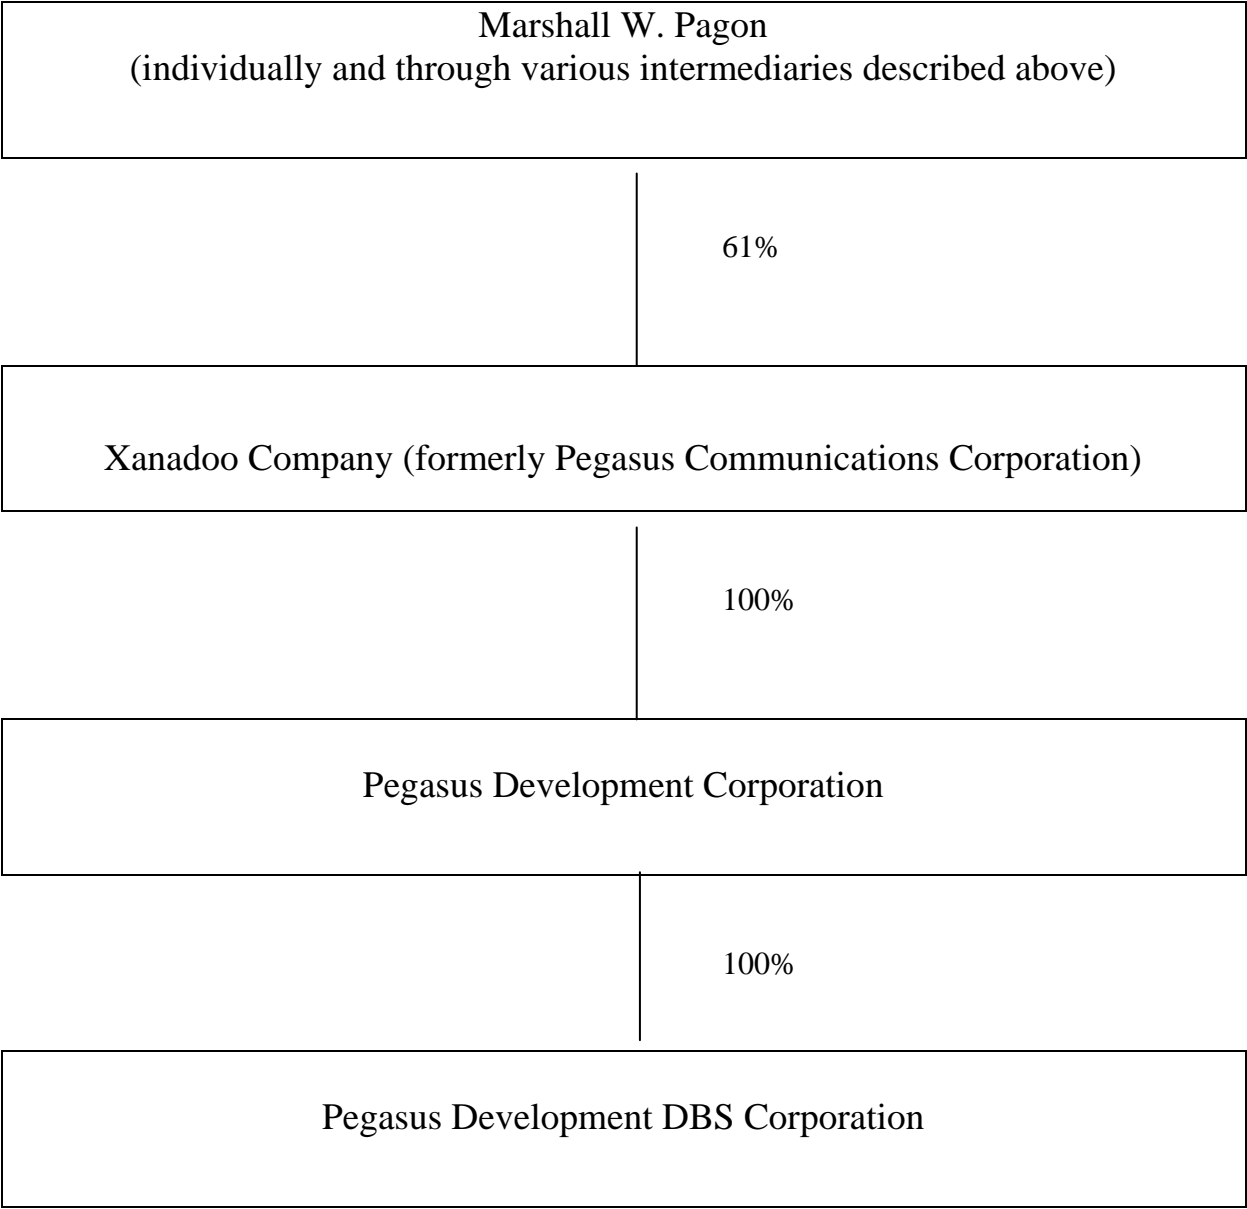 Marshall W. Pagon
(individually and through various intermediaries described above)
61%
Xanadoo Company (formerly Pegasus Communications Corporation)
100%
Pegasus Development Corporation
100%
Pegasus Development DBS Corporation